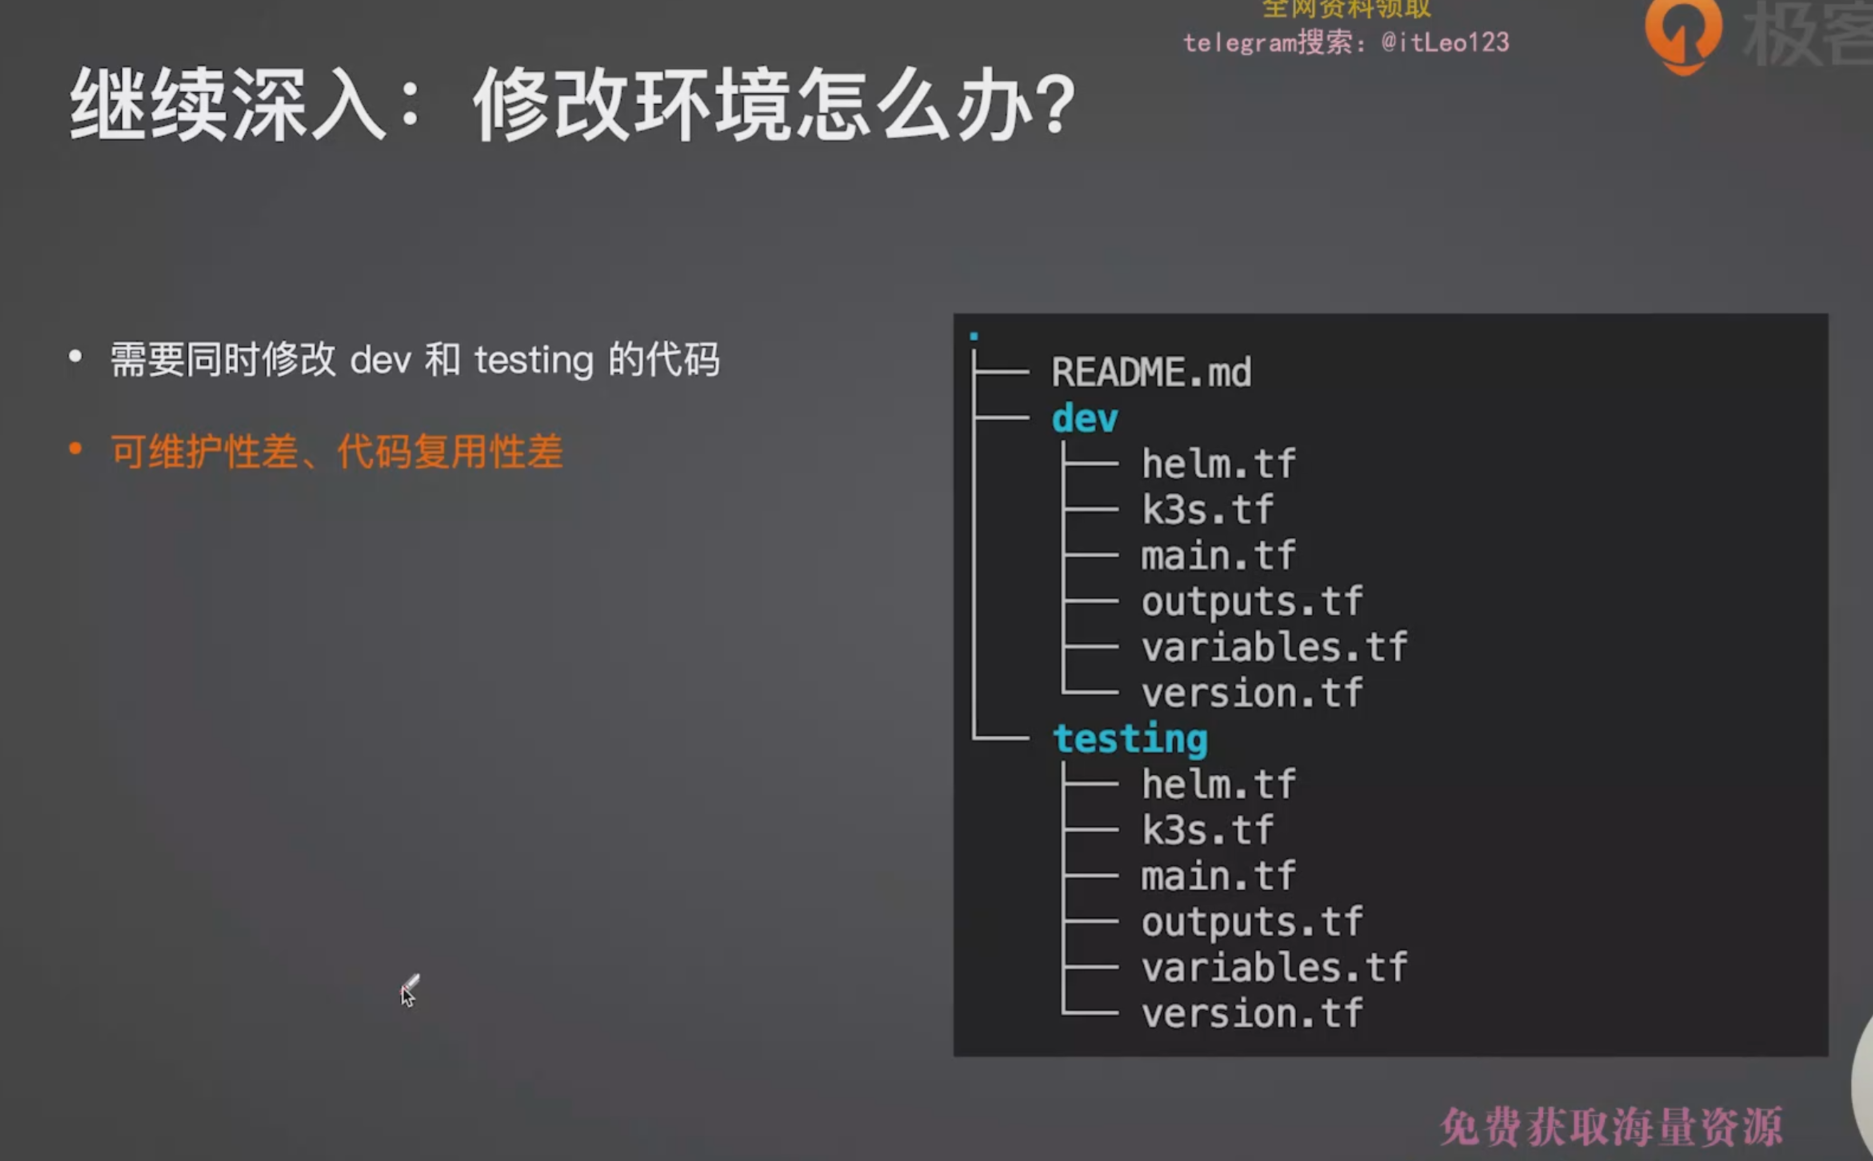 全网资料领取
telegram搜索：@itLeo123
极客
继续深入：修改环境怎么办？
• 需要同时修改 dev 和 testing 的代码
• 可维护性差、代码复用性差
.
├── README.md
├── dev
│   ├── helm.tf
│   ├── k3s.tf
│   ├── main.tf
│   ├── outputs.tf
│   ├── variables.tf
│   └── version.tf
└── testing
    ├── helm.tf
    ├── k3s.tf
    ├── main.tf
    ├── outputs.tf
    ├── variables.tf
    └── version.tf
免费获取海量资源